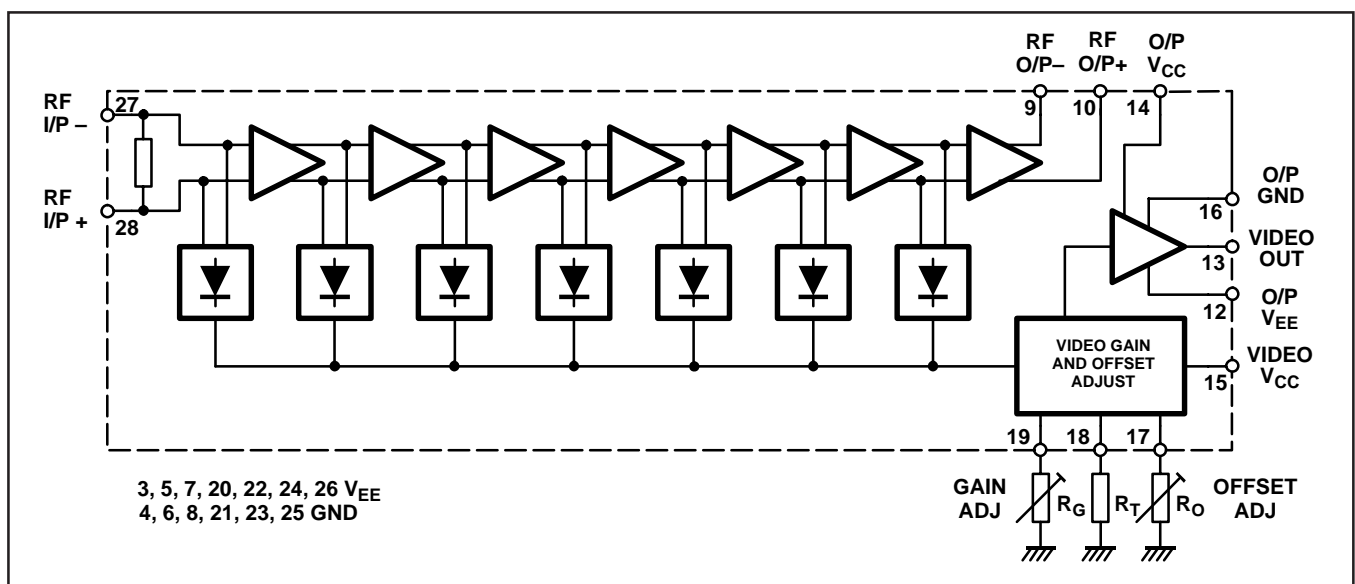 RF
O/P–
RF
O/P+
O/P
VCC
9
10
14
RF
I/P –
27
RF
I/P +
28
O/P
GND
16
VIDEO
OUT
13
O/P
VEE
12
VIDEO GAIN
AND OFFSET
ADJUST
VIDEO
VCC
15
19
18
17
3, 5, 7, 20, 22, 24, 26 VEE
4, 6, 8, 21, 23, 25 GND
GAIN
ADJ
RG
RT
RO
OFFSET
ADJ